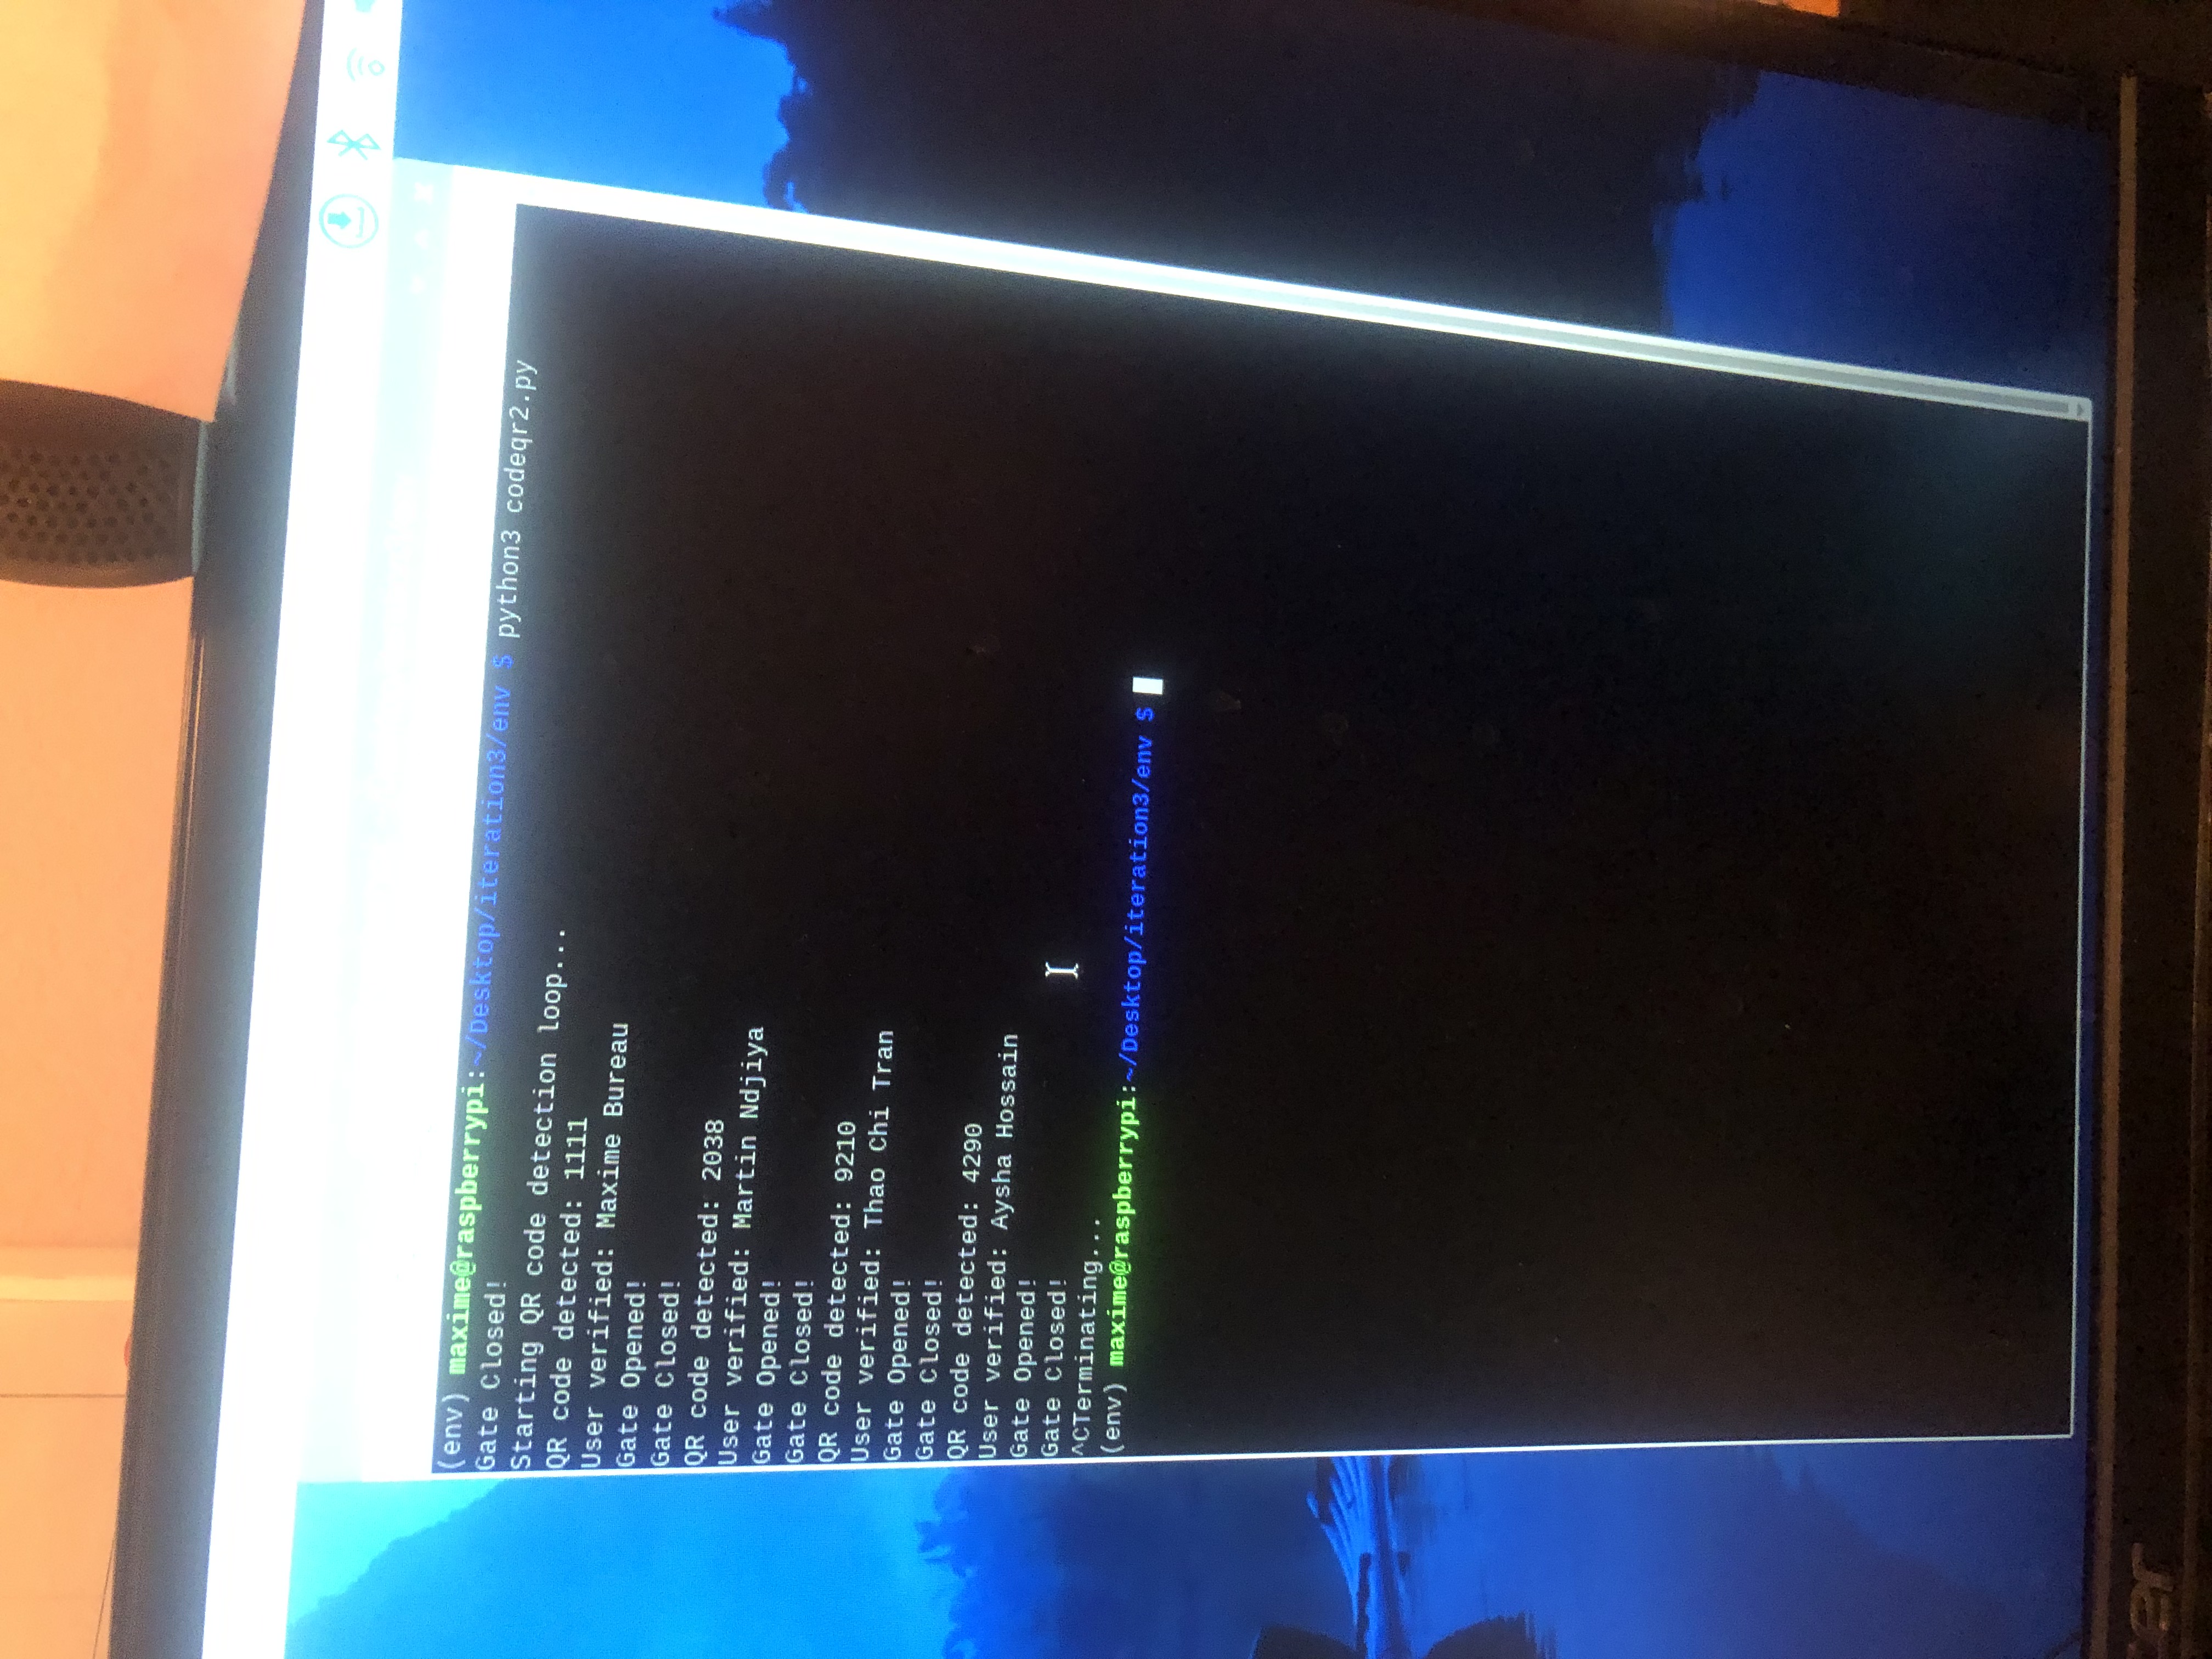 (env) maxime@raspberrypi:~/Desktop/iteration3/env $ python3 codeqr2.py
Gate Closed!
Starting QR code detection loop...
QR code detected: 1111
User verified: Maxime Bureau
Gate Opened!
Gate Closed!
QR code detected: 2038
User verified: Martin Ndjiya
Gate Opened!
Gate Closed!
QR code detected: 9210
User verified: Thao Chi Tran
Gate Opened!
Gate Closed!
QR code detected: 4290
User verified: Aysha Hossain
Gate Opened!
Gate Closed!
^CTerminating...
(env) maxime@raspberrypi:~/Desktop/iteration3/env $